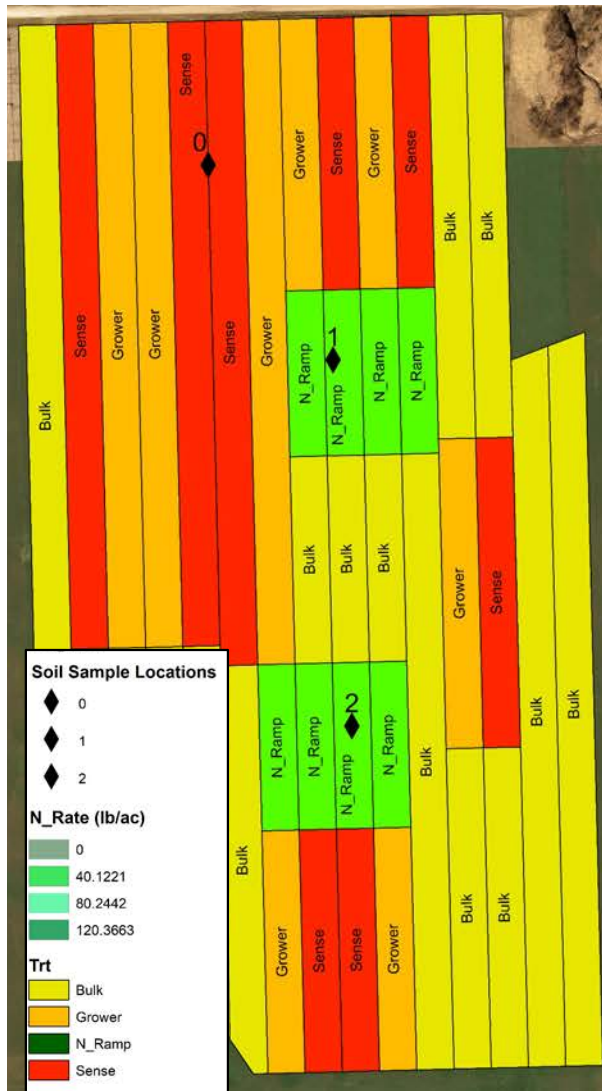 Sense
0
Grower
Sense
Grower
Sense
Bulk
Bulk
Sense
Grower
Grower
Sense
Grower
Bulk
1
N_Ramp
N_Ramp
N_Ramp
N_Ramp
Bulk
Bulk
Bulk
Grower
Sense
Bulk
Bulk
2
N_Ramp
N_Ramp
N_Ramp
N_Ramp
Bulk
Bulk
Grower
Sense
Sense
Grower
Bulk
Bulk
Soil Sample Locations
0
1
2
N_Rate (lb/ac)
0
40.1221
80.2442
120.3663
Trt
Bulk
Grower
N_Ramp
Sense